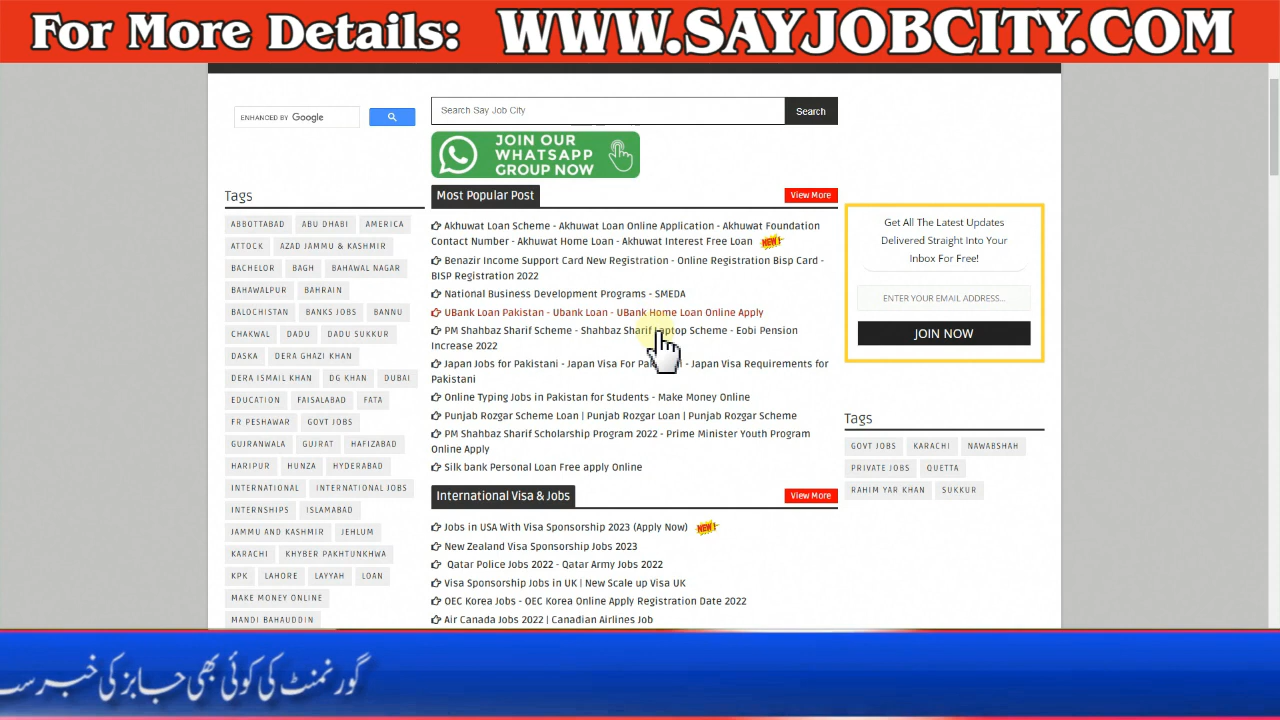 For More Details: WWW.SAYJOBCITY.COM
ENHANCED BY Google
Search Say Job City
Search
JOIN OUR
WHATSAPP
GROUP NOW
Tags
ABBOTTABAD ABU DHABI AMERICA
ATTOCK AZAD JAMMU & KASHMIR
BACHELOR BAGH BAHAWAL NAGAR
BAHAWALPUR BAHRAIN
BALOCHISTAN BANKS JOBS BANNU
CHAKWAL DADU DADU SUKKUR
DASKA DERA GHAZI KHAN
DERA ISMAIL KHAN DG KHAN DUBAI
EDUCATION FAISALABAD FATA
FR PESHAWAR GOVT JOBS
GUJRANWALA GUJRAT HAFIZABAD
HARIPUR HUNZA HYDERABAD
INTERNATIONAL INTERNATIONAL JOBS
INTERNSHIPS ISLAMABAD
JAMMU AND KASHMIR JEHLUM
KARACHI KHYBER PAKHTUNKHWA
KPK LAHORE LAYYAH LOAN
MAKE MONEY ONLINE
MANDI BAHAUDDIN
Most Popular Post View More
Akhuwat Loan Scheme - Akhuwat Loan Online Application - Akhuwat Foundation
Contact Number - Akhuwat Home Loan - Akhuwat Interest Free Loan NEW!
Benazir Income Support Card New Registration - Online Registration Bisp Card -
BISP Registration 2022
National Business Development Programs - SMEDA
UBank Loan Pakistan - Ubank Loan - UBank Home Loan Online Apply
PM Shahbaz Sharif Scheme - Shahbaz Sharif Laptop Scheme - Eobi Pension
Increase 2022
Japan Jobs for Pakistani - Japan Visa For - Japan Visa Requirements for
Pakistani
Online Typing Jobs in Pakistan for Students - Make Money Online
Punjab Rozgar Scheme Loan | Punjab Rozgar Loan | Punjab Rozgar Scheme
PM Shahbaz Sharif Scholarship Program 2022 - Prime Minister Youth Program
Online Apply
Silk bank Personal Loan Free apply Online
International Visa & Jobs View More
Jobs in USA With Visa Sponsorship 2023 (Apply Now) NEW!
New Zealand Visa Sponsorship Jobs 2023
Qatar Police Jobs 2022 - Qatar Army Jobs 2022
Visa Sponsorship Jobs in UK | New Scale up Visa UK
OEC Korea Jobs - OEC Korea Online Apply Registration Date 2022
Air Canada Jobs 2022 | Canadian Airlines Job
Get All The Latest Updates
Delivered Straight Into Your
Inbox For Free!
ENTER YOUR EMAIL ADDRESS...
JOIN NOW
Tags
GOVT JOBS KARACHI NAWABSHAH
PRIVATE JOBS QUETTA
RAHIM YAR KHAN SUKKUR
گورنمنٹ کی کوئی بھی جابز کی خبر